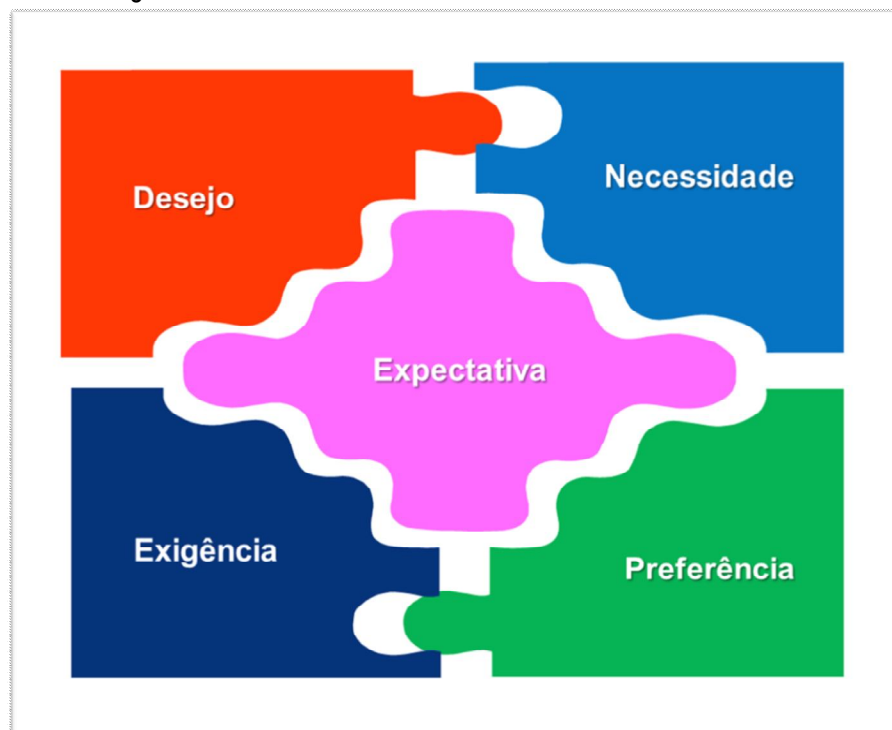 Desejo
Necessidade
Expectativa
Exigência
Preferência